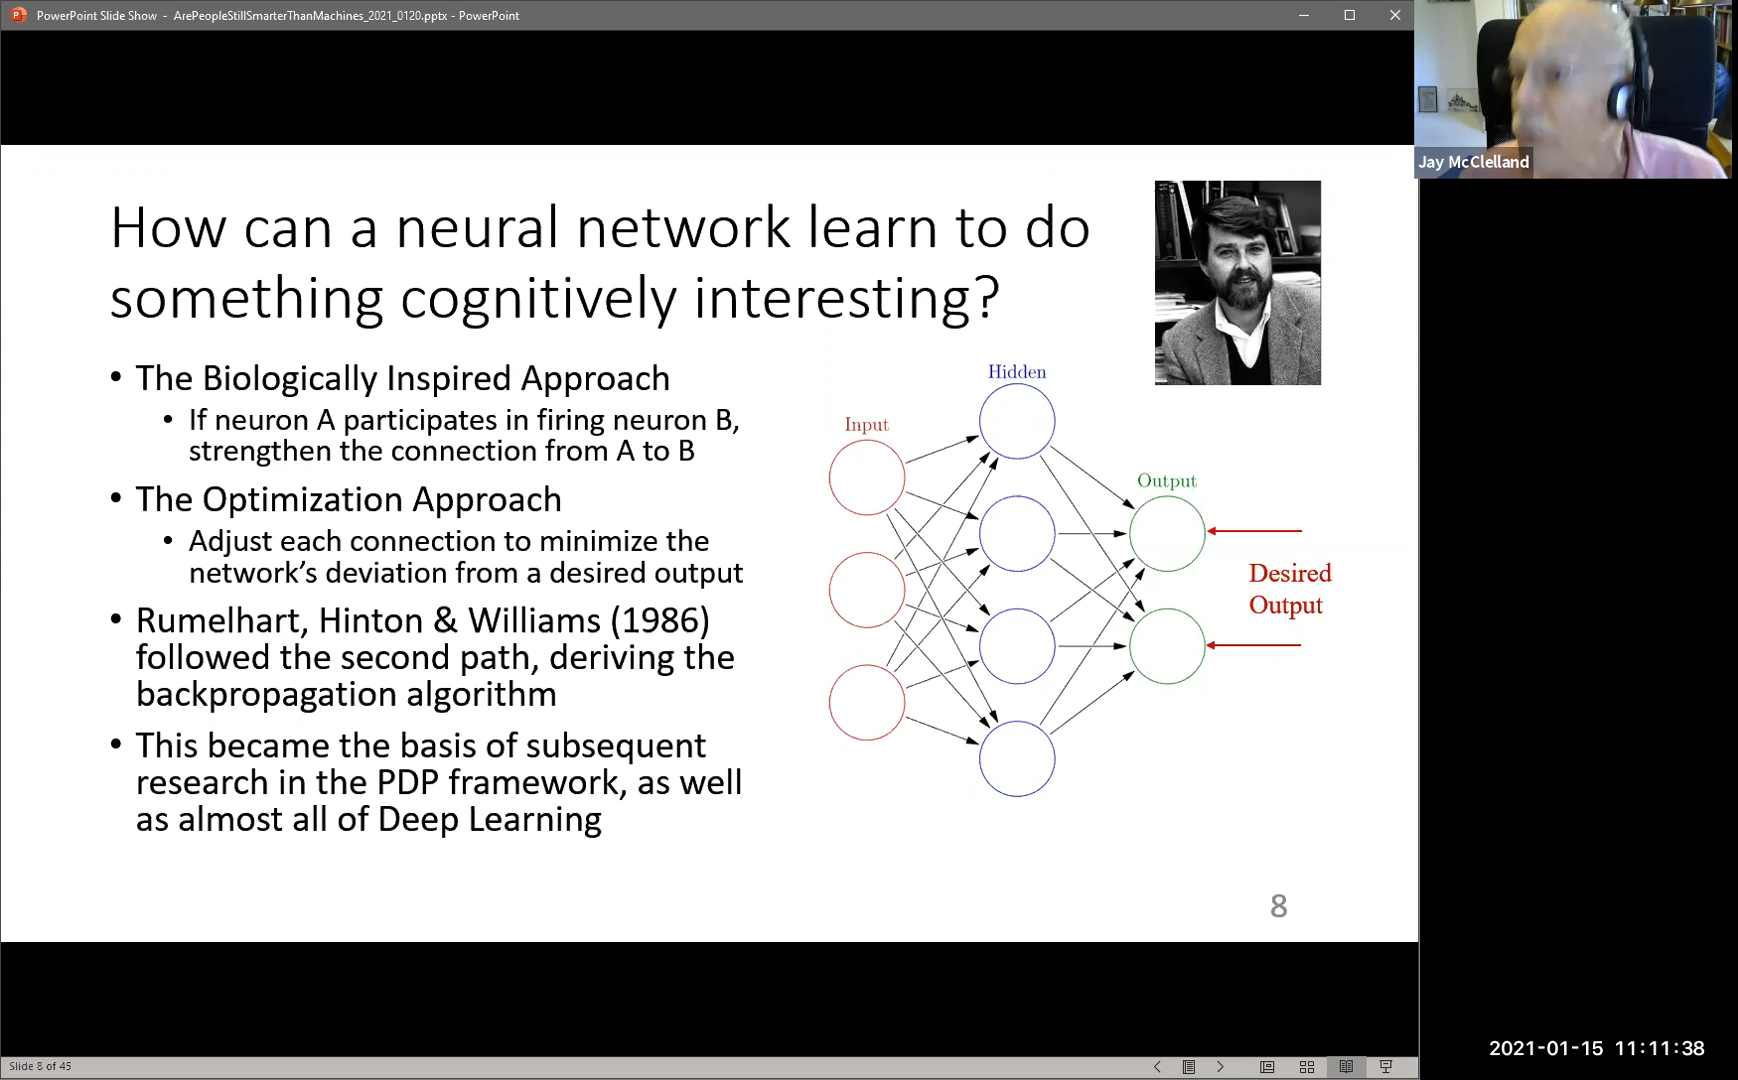 PowerPoint Slide Show - ArePeopleStillSmarterThanMachines_2021_0120.pptx - PowerPoint
Jay McClelland
How can a neural network learn to do
something cognitively interesting?
• The Biologically Inspired Approach
• If neuron A participates in firing neuron B,
strengthen the connection from A to B
• The Optimization Approach
• Adjust each connection to minimize the
network’s deviation from a desired output
• Rumelhart, Hinton & Williams (1986)
followed the second path, deriving the
backpropagation algorithm
• This became the basis of subsequent
research in the PDP framework, as well
as almost all of Deep Learning
Hidden
Input
Output
Desired
Output
8
Slide 8 of 45
2021-01-15 11:11:38